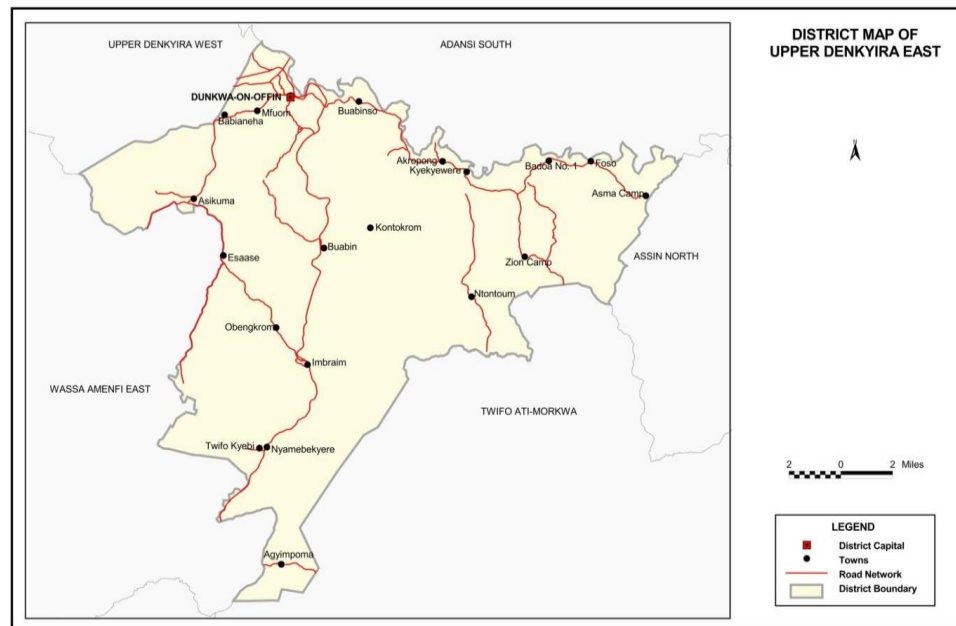 DISTRICT MAP OF
UPPER DENKYIRA EAST
UPPER DENKYIRA WEST
ADANSI SOUTH
DUNKWA-ON-OFFIN
Mfuom
Babianeha
Buabinso
Akropong
Kyekyewere
Badoa No. 1
Foso
Asma Camp
Asikuma
Kontokrom
Buabin
Esaase
Zion Camp
ASSIN NORTH
Ntontoum
Obengkrom
Imbraim
WASSA AMENFI EAST
TWIFO ATI-MORKWA
Twifo Kyebi
Nyamebekyere
Agyimpoma
N
2 0 2 Miles
LEGEND
District Capital
Towns
Road Network
District Boundary